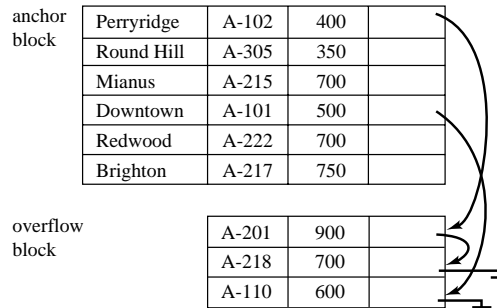 anchor
block
Perryridge A-102 400
Round Hill A-305 350
Mianus A-215 700
Downtown A-101 500
Redwood A-222 700
Brighton A-217 750
overflow
block
A-201 900
A-218 700
A-110 600